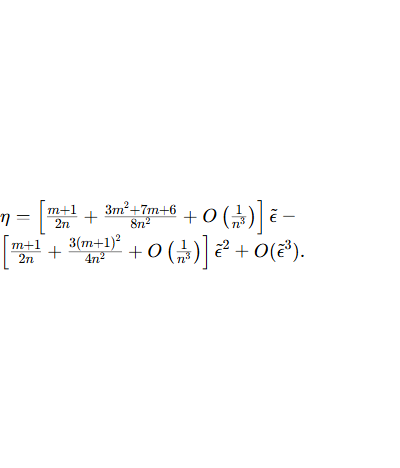 η = [ (m+1)/(2n) + (3m²+7m+6)/(8n²) + O (1/n³) ] ε̃ −
[ (m+1)/(2n) + (3(m+1)²)/(4n²) + O (1/n³) ] ε̃² + O(ε̃³).